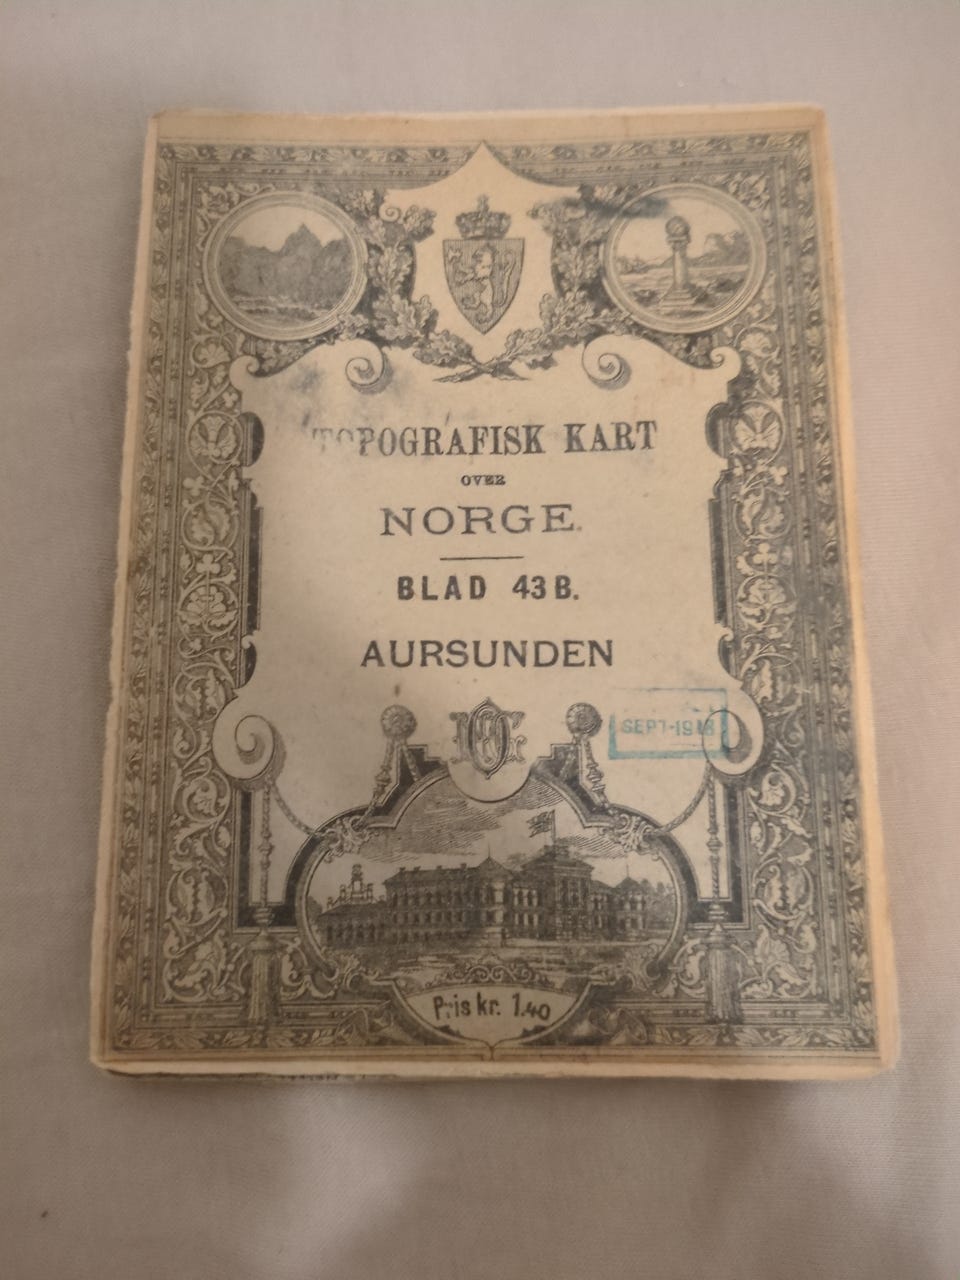 TOPOGRAFISK KART
OVER
NORGE.
BLAD 43 B.
AURSUNDEN
SEPT-1918
Pris kr. 1.40